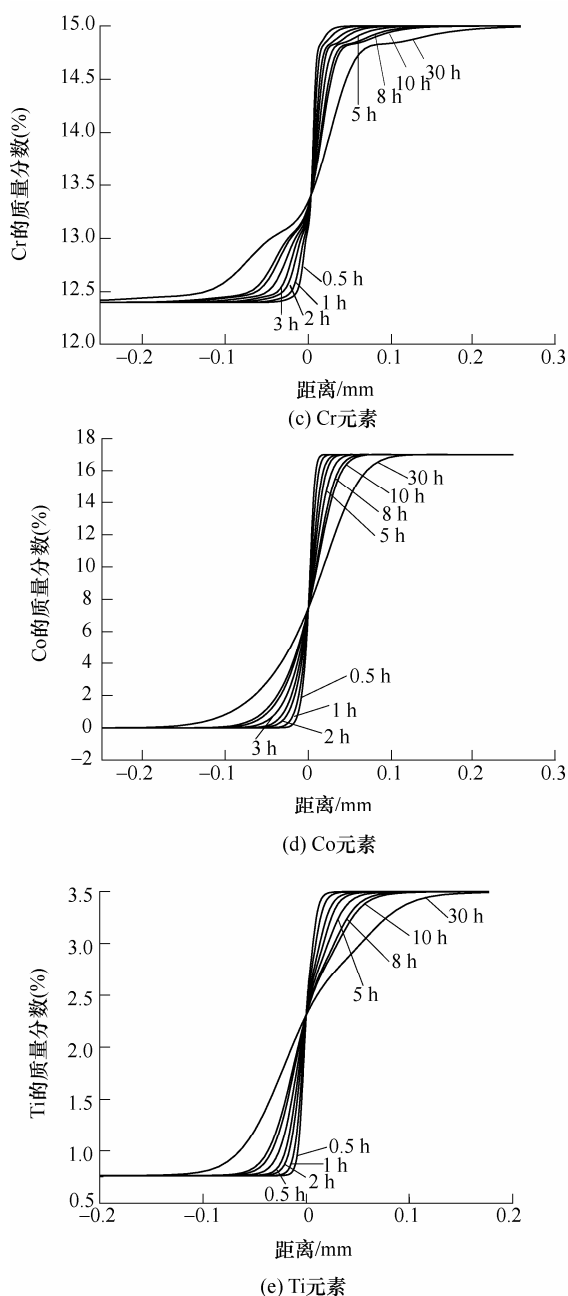 15.0
14.5
14.0
13.5
13.0
12.5
12.0
Cr的质量分数(%)
30 h
10 h
8 h
5 h
0.5 h
1 h
2 h
3 h
−0.2 −0.1 0 0.1 0.2 0.3
距离/mm
(c) Cr元素
18
16
14
12
10
8
6
4
2
0
−2
Co的质量分数(%)
30 h
10 h
8 h
5 h
0.5 h
1 h
2 h
3 h
−0.2 −0.1 0 0.1 0.2 0.3
距离/mm
(d) Co元素
3.5
3.0
2.5
2.0
1.5
1.0
0.5
Ti的质量分数(%)
30 h
10 h
8 h
5 h
0.5 h
1 h
2 h
0.5 h
−0.2 −0.1 0 0.1 0.2
距离/mm
(e) Ti元素